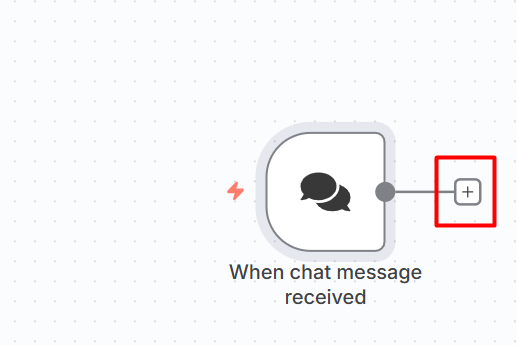 When chat message
received